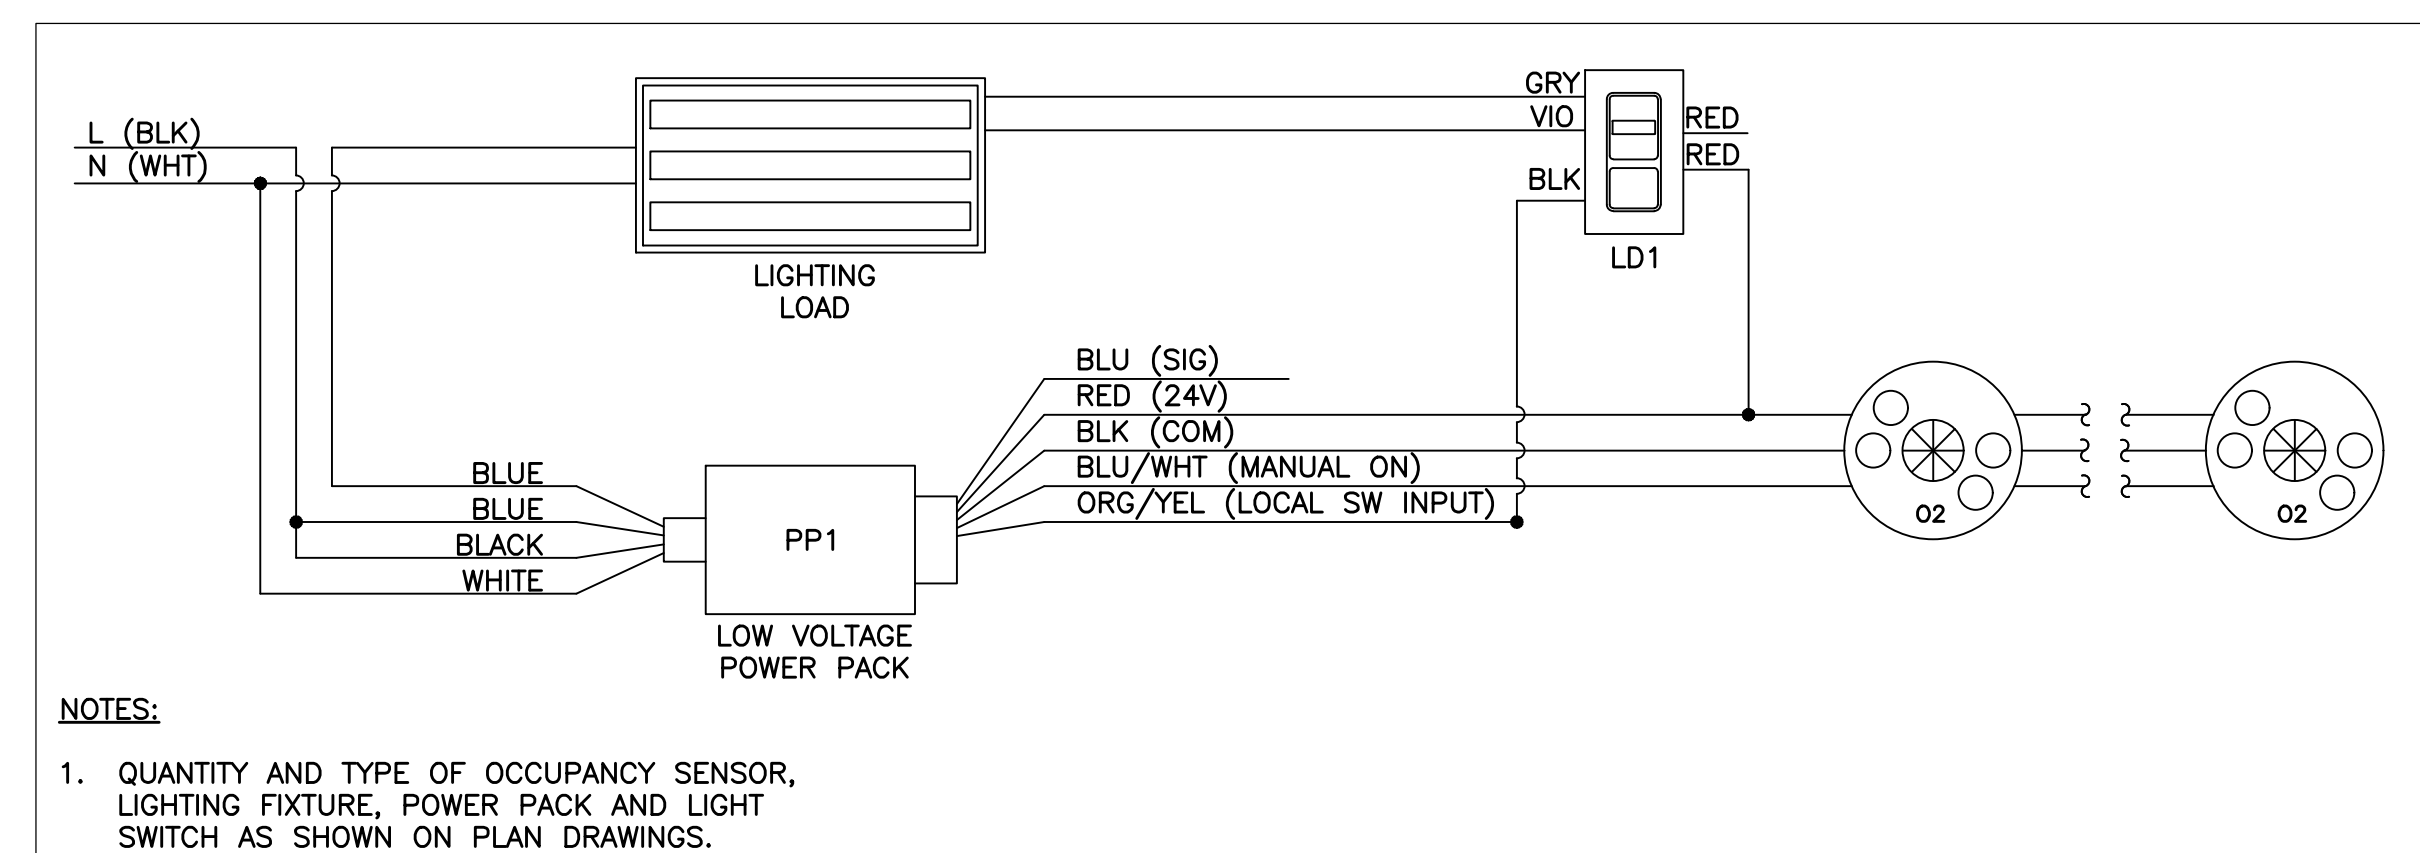 L (BLK)
N (WHT)
LIGHTING
LOAD
GRY
VIO
BLK
RED
RED
LD1
BLU (SIG)
RED (24V)
BLK (COM)
BLU/WHT (MANUAL ON)
ORG/YEL (LOCAL SW INPUT)
BLUE
BLUE
BLACK
WHITE
PP1
LOW VOLTAGE
POWER PACK
O2
O2
NOTES:
1. QUANTITY AND TYPE OF OCCUPANCY SENSOR,
LIGHTING FIXTURE, POWER PACK AND LIGHT
SWITCH AS SHOWN ON PLAN DRAWINGS.